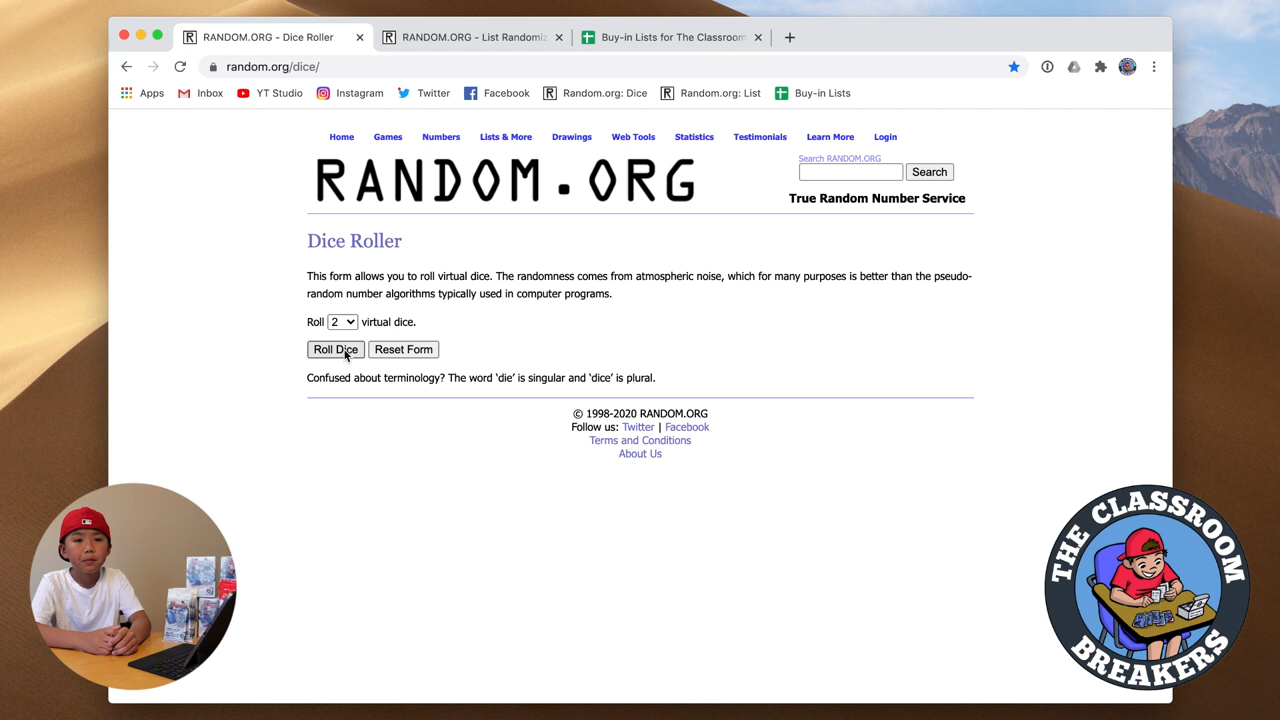 RANDOM.ORG - Dice Roller
RANDOM.ORG - List Randomiz
Buy-in Lists for The Classroom
random.org/dice/
Apps Inbox YT Studio Instagram Twitter Facebook Random.org: Dice Random.org: List Buy-in Lists
Home Games Numbers Lists & More Drawings Web Tools Statistics Testimonials Learn More Login
RANDOM.ORG
Search RANDOM.ORG
Search
True Random Number Service
Dice Roller
This form allows you to roll virtual dice. The randomness comes from atmospheric noise, which for many purposes is better than the pseudo-
random number algorithms typically used in computer programs.
Roll 2 virtual dice.
Roll Dice Reset Form
Confused about terminology? The word ‘die’ is singular and ‘dice’ is plural.
© 1998-2020 RANDOM.ORG
Follow us: Twitter | Facebook
Terms and Conditions
About Us
THE CLASSROOM
BREAKERS